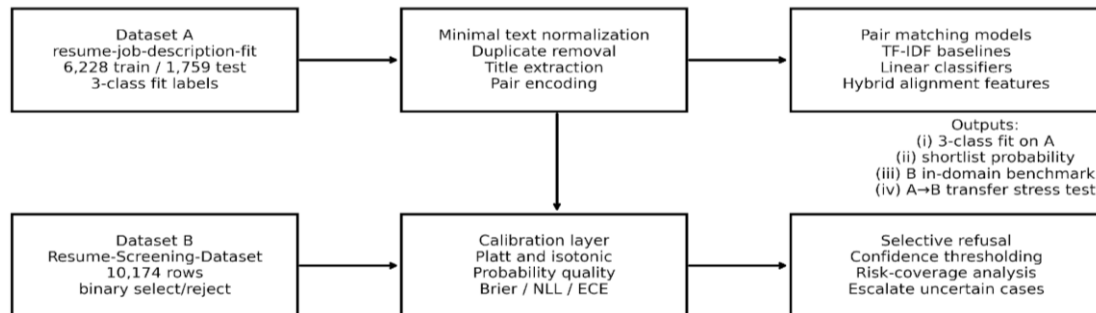 Dataset A
resume-job-description-fit
6,228 train / 1,759 test
3-class fit labels
Minimal text normalization
Duplicate removal
Title extraction
Pair encoding
Pair matching models
TF-IDF baselines
Linear classifiers
Hybrid alignment features
Outputs:
(i) 3-class fit on A
(ii) shortlist probability
(iii) B in-domain benchmark
(iv) A→B transfer stress test
Dataset B
Resume-Screening-Dataset
10,174 rows
binary select/reject
Calibration layer
Platt and isotonic
Probability quality
Brier / NLL / ECE
Selective refusal
Confidence thresholding
Risk-coverage analysis
Escalate uncertain cases